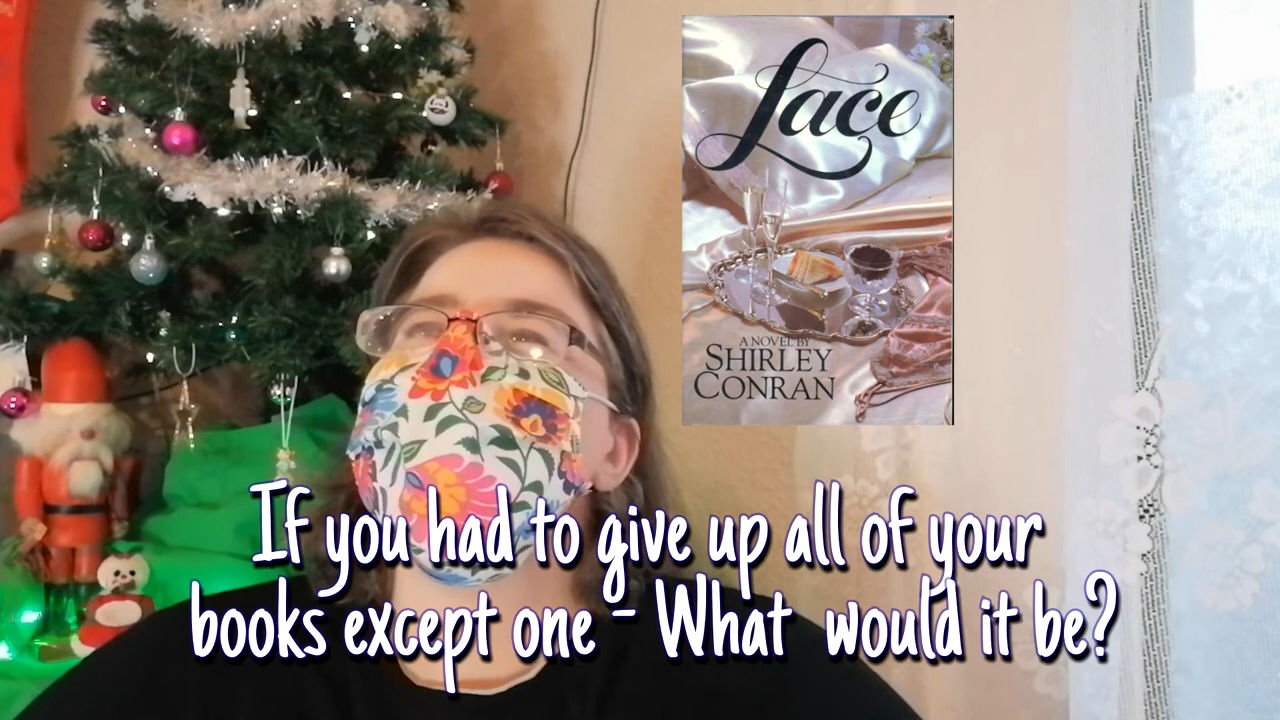 Lace
A NOVEL BY
SHIRLEY
CONRAN
If you had to give up all of your
books except one - What would it be?